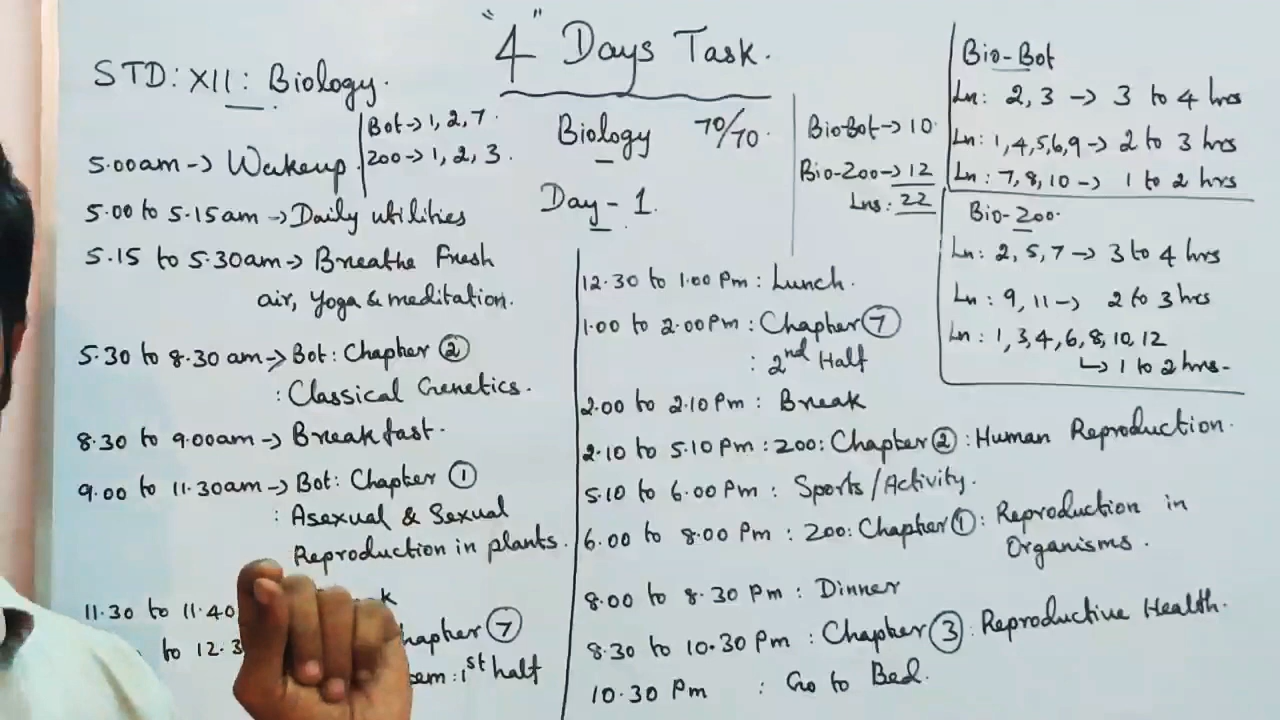 "4" Days Task.
STD: XII: Biology.
Bot→ 1, 2, 7.
Zoo→ 1, 2, 3.
Biology 70/70.
Day-1.
BioBot→10.
Bio-Zoo→12
Lns: 22
Bio-Bot
Ln: 2, 3 → 3 to 4 hrs
Ln: 1,4,5,6,9→ 2 to 3 hrs
Ln: 7, 8, 10 → 1 to 2 hrs
Bio-Zoo.
Ln: 2, 5, 7 → 3 to 4 hrs
Ln: 9, 11→ 2 to 3 hrs
Ln: 1, 3, 4, 6, 8, 10, 12
↳ 1 to 2 hrs.
5.00am→ Wakeup.
5.00 to 5.15am→Daily utilities
5.15 to 5.30am→ Breathe Fresh
air, Yoga & meditation.
5.30 to 8.30 am→ Bot: Chapter ②
: Classical Genetics.
8.30 to 9.00am→ Breakfast.
9.00 to 11.30am→ Bot: Chapter ①
: Asexual & Sexual
Reproduction in plants.
11.30 to 11.40
to 12.3
hapter ⑦
em: 1st half
12.30 to 1.00 Pm: Lunch.
1.00 to 2.00Pm: Chapter ⑦
: 2nd Half
2.00 to 2.10 Pm: Break
2.10 to 5.10 Pm: Zoo: Chapter ②: Human Reproduction.
5.10 to 6.00 Pm: Sports/Activity.
6.00 to 8.00 Pm: Zoo: Chapter ①: Reproduction in
Organisms.
8.00 to 8.30 Pm: Dinner
8.30 to 10.30 Pm: Chapter ③: Reproductive Health.
10.30 Pm : Go to Bed.